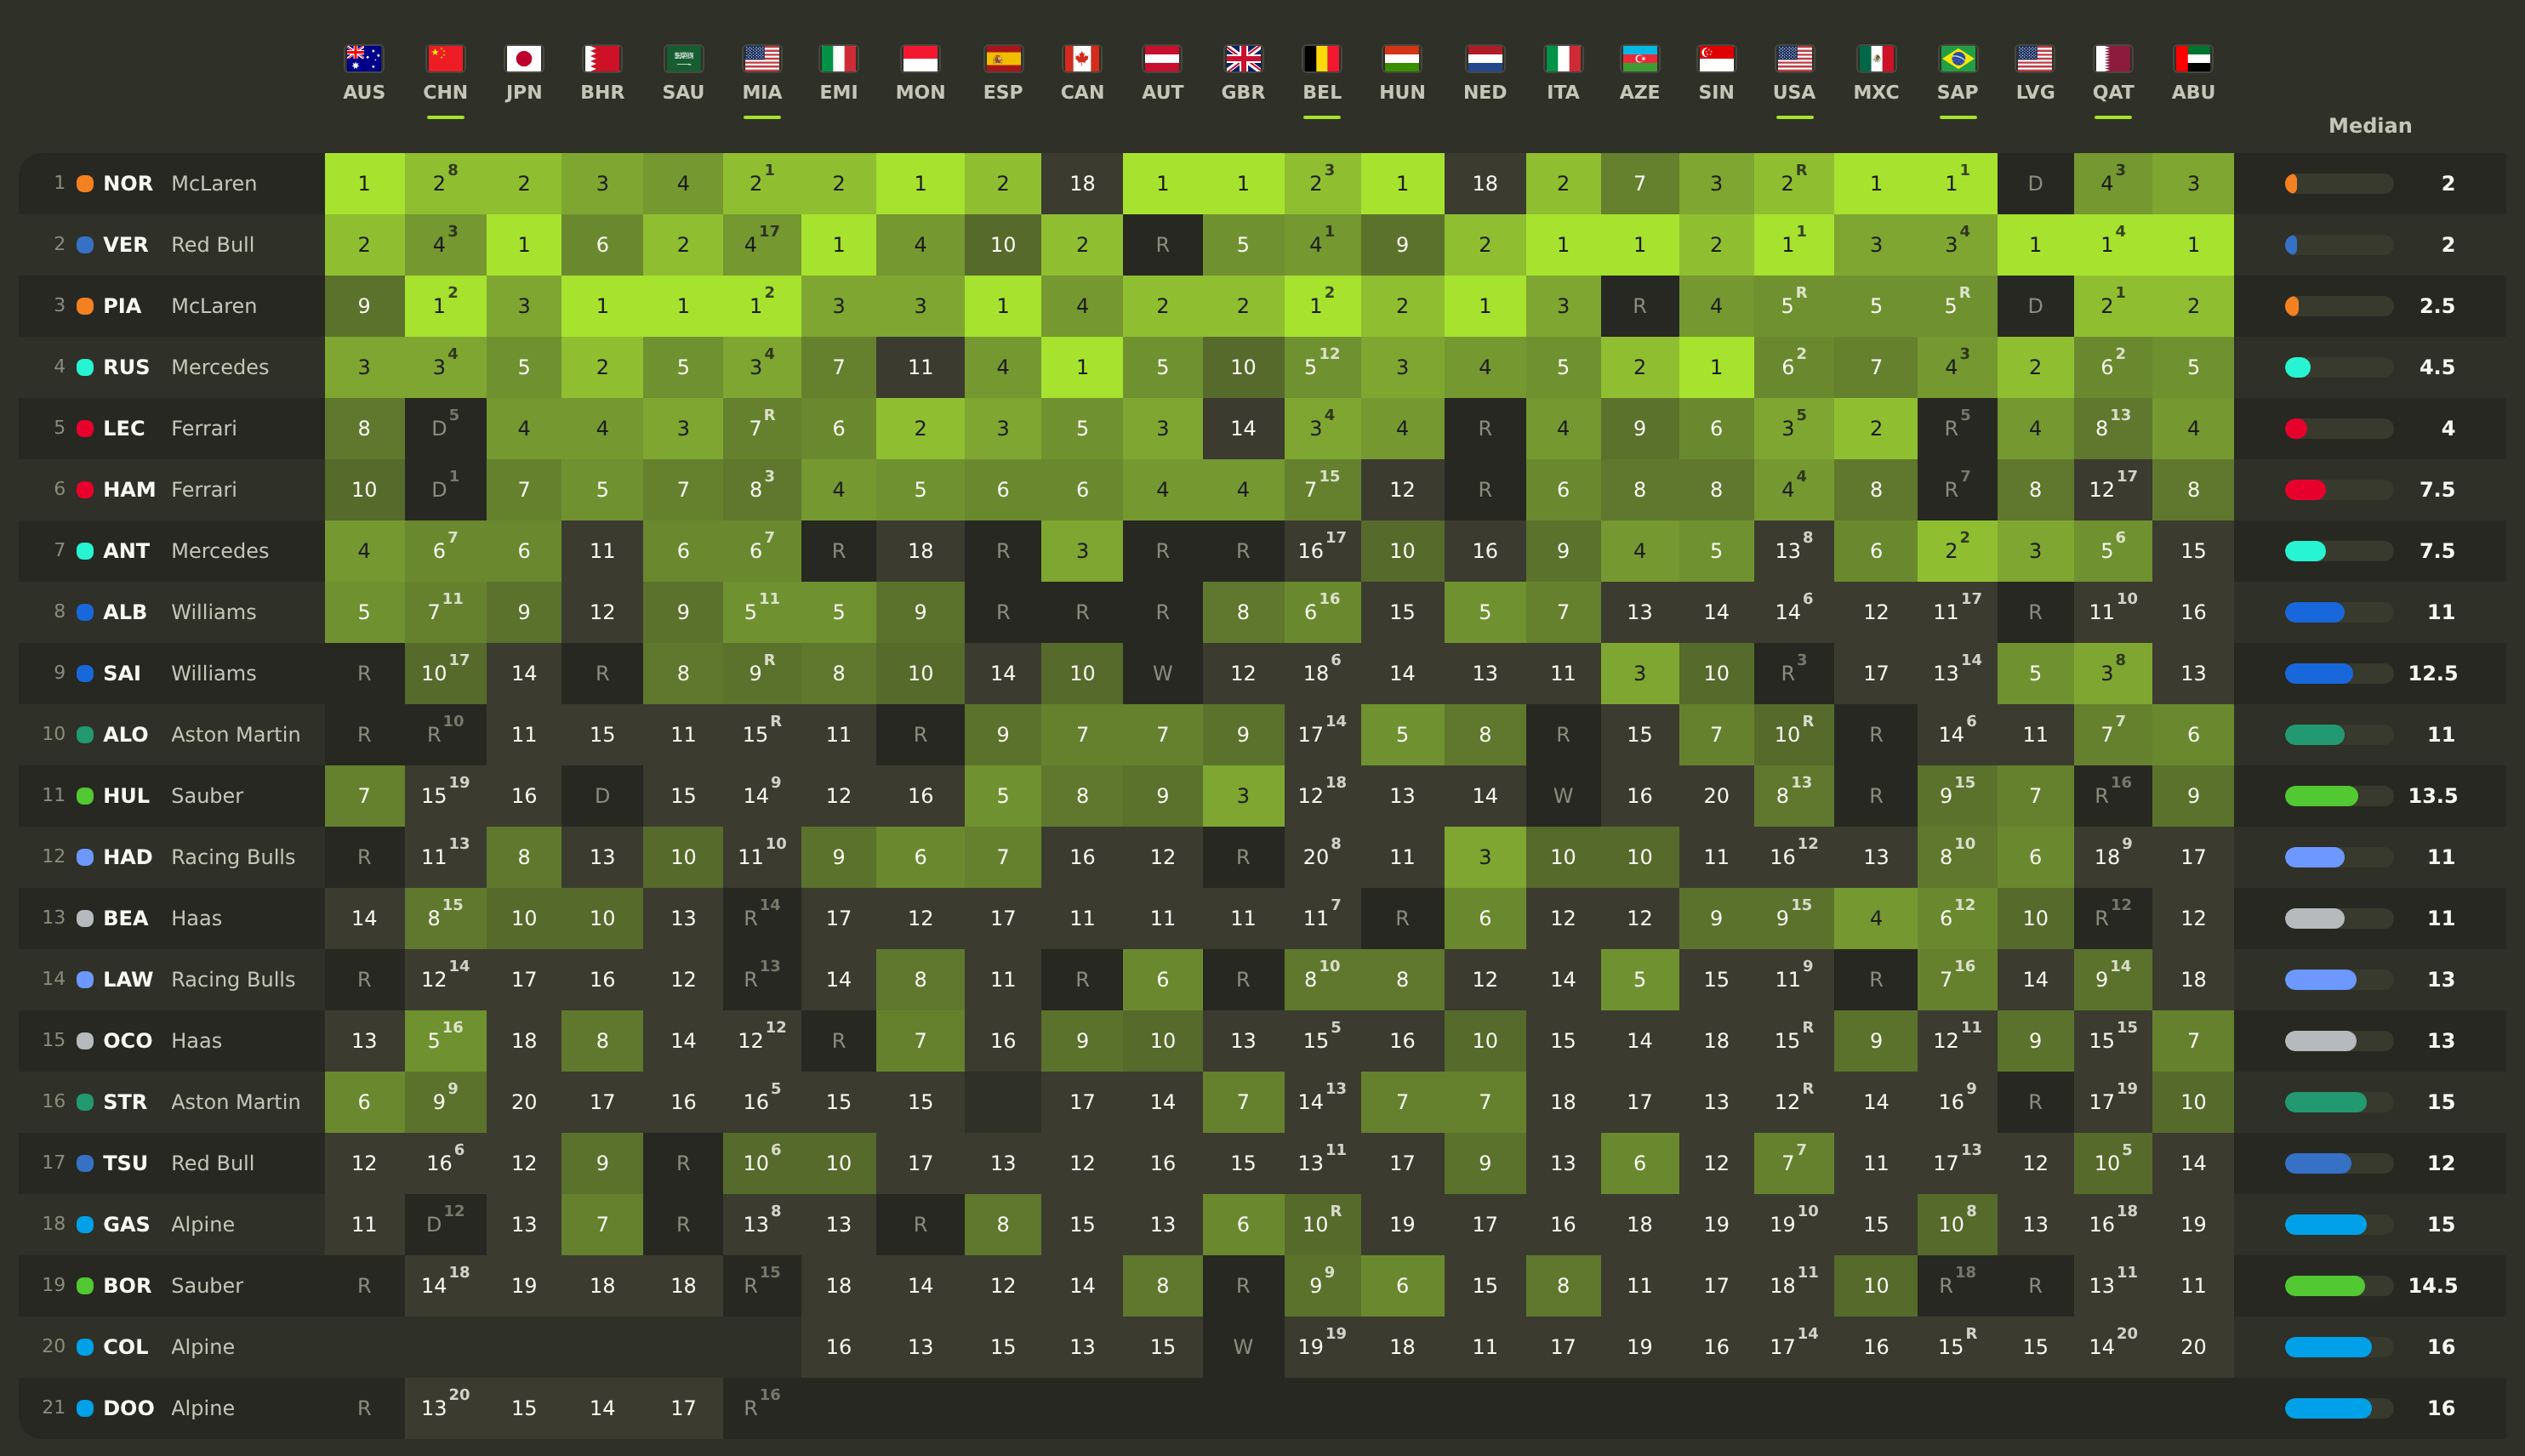 AUS CHN JPN BHR SAU MIA EMI MON ESP CAN AUT GBR BEL HUN NED ITA AZE SIN USA MXC SAP LVG QAT ABU
Median
1 NOR McLaren 1 2 8 2 3 4 2 1 2 1 2 18 1 1 2 3 1 18 2 7 3 2 R 1 1 1 D 4 3 3 2
2 VER Red Bull 2 4 3 1 6 2 4 17 1 4 10 2 R 5 4 1 9 2 1 1 2 1 1 3 3 4 1 1 4 1 2
3 PIA McLaren 9 1 2 3 1 1 1 2 3 3 1 4 2 2 1 2 2 1 3 R 4 5 R 5 5 R D 2 1 2 2.5
4 RUS Mercedes 3 3 4 5 2 5 3 4 7 11 4 1 5 10 5 12 3 4 5 2 1 6 2 7 4 3 2 6 2 5 4.5
5 LEC Ferrari 8 D 5 4 4 3 7 R 6 2 3 5 3 14 3 4 4 R 4 9 6 3 5 2 R 5 4 8 13 4 4
6 HAM Ferrari 10 D 1 7 5 7 8 3 4 5 6 6 4 4 7 15 12 R 6 8 8 4 4 8 R 7 8 12 17 8 7.5
7 ANT Mercedes 4 6 7 6 11 6 6 7 R 18 R 3 R R 16 17 10 16 9 4 5 13 8 6 2 2 3 5 6 15 7.5
8 ALB Williams 5 7 11 9 12 9 5 11 5 9 R R R 8 6 16 15 5 7 13 14 14 6 12 11 17 R 11 10 16 11
9 SAI Williams R 10 17 14 R 8 9 R 8 10 14 10 W 12 18 6 14 13 11 3 10 R 3 17 13 14 5 3 8 13 12.5
10 ALO Aston Martin R R 10 11 15 11 15 R 11 R 9 7 7 9 17 14 5 8 R 15 7 10 R R 14 6 11 7 7 6 11
11 HUL Sauber 7 15 19 16 D 15 14 9 12 16 5 8 9 3 12 18 13 14 W 16 20 8 13 R 9 15 7 R 16 9 13.5
12 HAD Racing Bulls R 11 13 8 13 10 11 10 9 6 7 16 12 R 20 8 11 3 10 10 11 16 12 13 8 10 6 18 9 17 11
13 BEA Haas 14 8 15 10 10 13 R 14 17 12 17 11 11 11 11 7 R 6 12 12 9 9 15 4 6 12 10 R 12 12 11
14 LAW Racing Bulls R 12 14 17 16 12 R 13 14 8 11 R 6 R 8 10 8 12 14 5 15 11 9 R 7 16 14 9 14 18 13
15 OCO Haas 13 5 16 18 8 14 12 12 R 7 16 9 10 13 15 5 16 10 15 14 18 15 R 9 12 11 9 15 15 7 13
16 STR Aston Martin 6 9 9 20 17 16 16 5 15 15 17 14 7 14 13 7 7 18 17 13 12 R 14 16 9 R 17 19 10 15
17 TSU Red Bull 12 16 6 12 9 R 10 6 10 17 13 12 16 15 13 11 17 9 13 6 12 7 7 11 17 13 12 10 5 14 12
18 GAS Alpine 11 D 12 13 7 R 13 8 13 R 8 15 13 6 10 R 19 17 16 18 19 19 10 15 10 8 13 16 18 19 15
19 BOR Sauber R 14 18 19 18 18 R 15 18 14 12 14 8 R 9 9 6 15 8 11 17 18 11 10 R 18 R 13 11 11 14.5
20 COL Alpine 16 13 15 13 15 W 19 19 18 11 17 19 16 17 14 16 15 R 15 14 20 20 16
21 DOO Alpine R 13 20 15 14 17 R 16 16